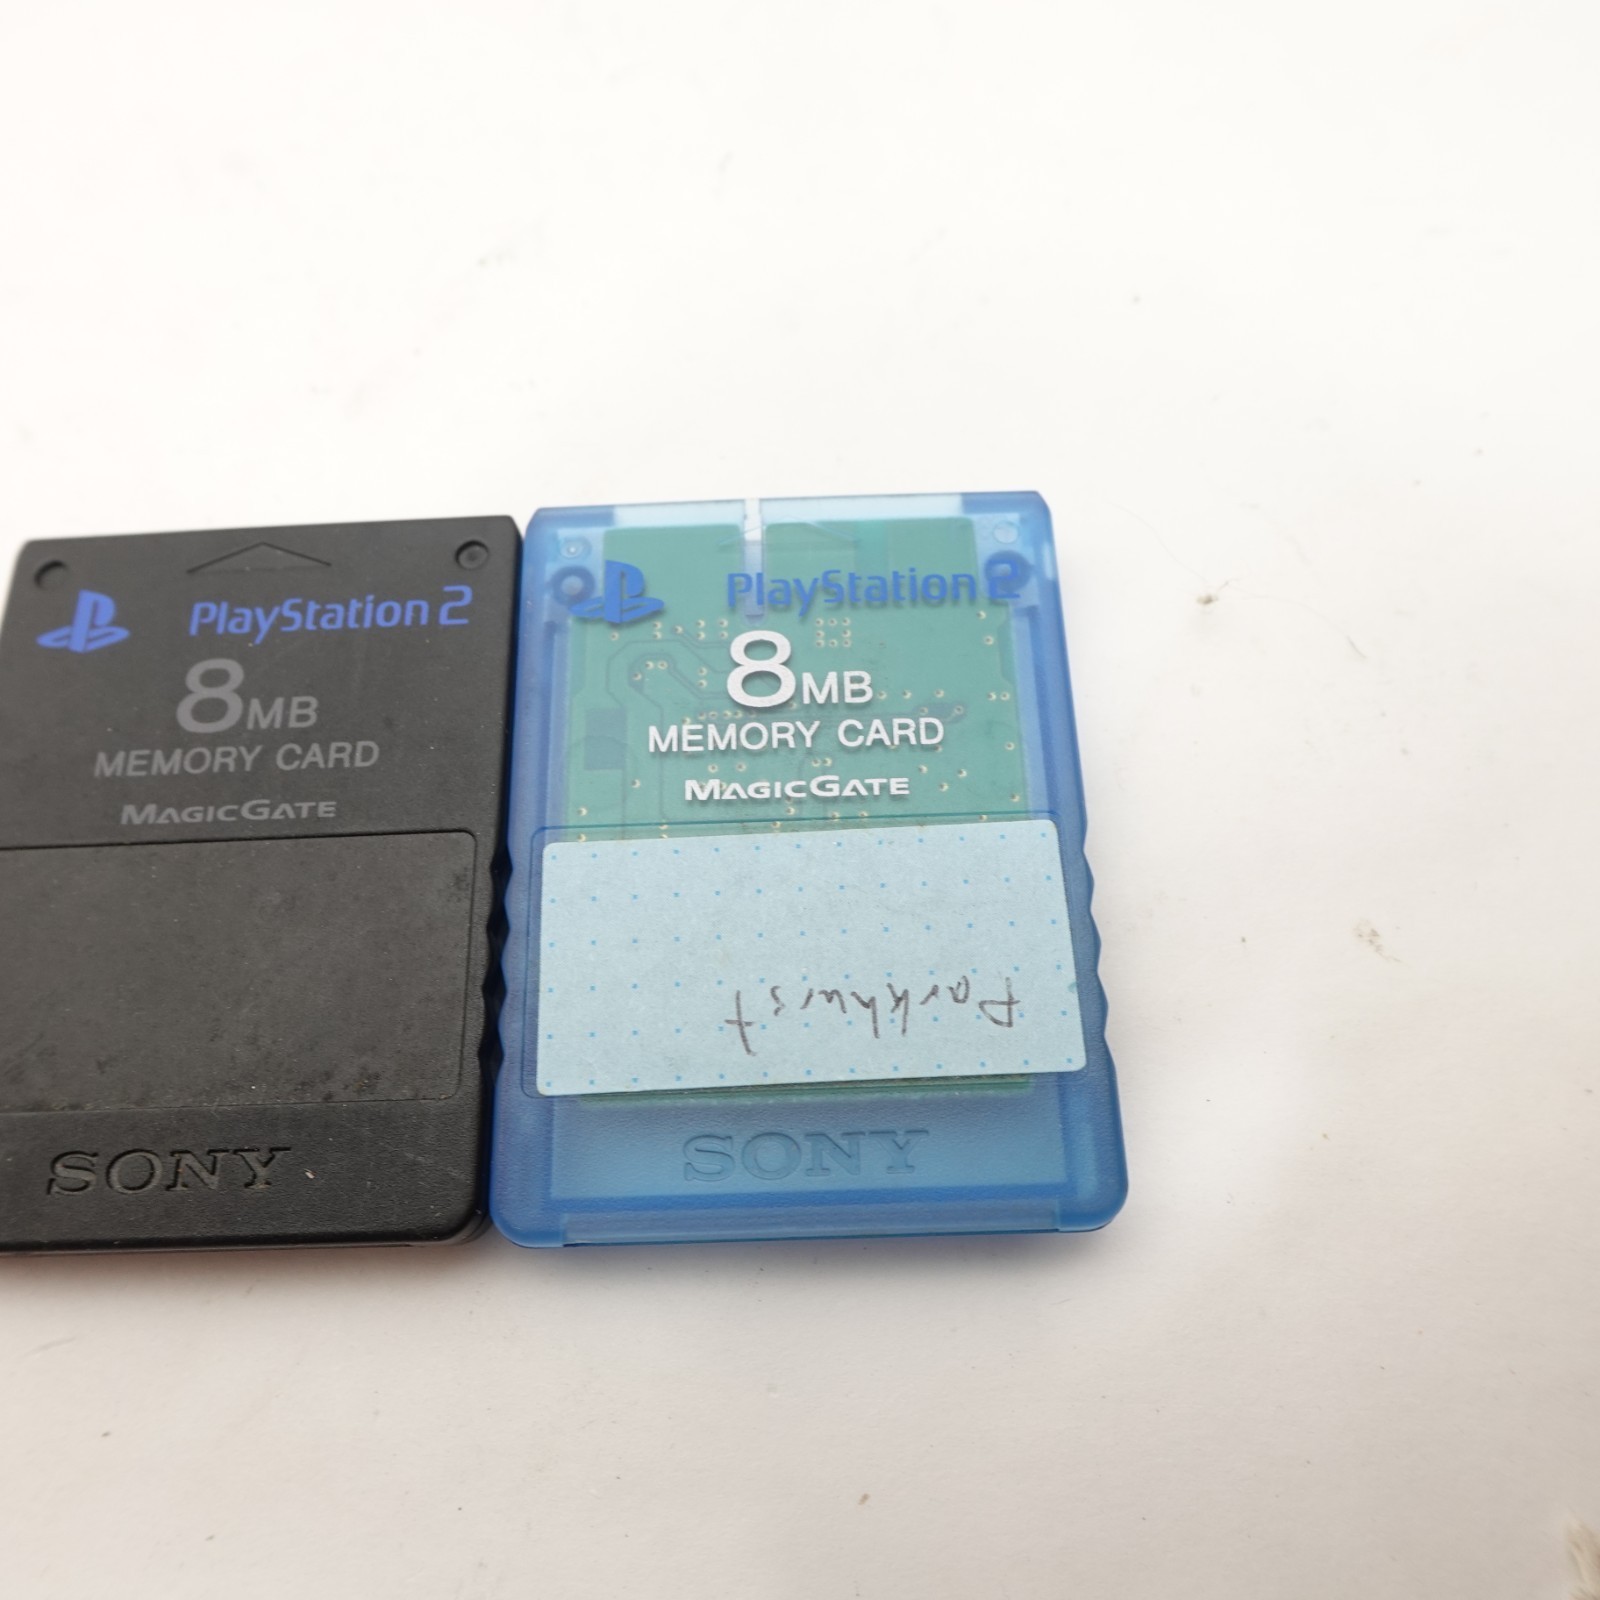 PlayStation 2
8MB
MEMORY CARD
MAGICGATE
SONY
PlayStation 2
8MB
MEMORY CARD
MAGICGATE
Parkhurst
SONY